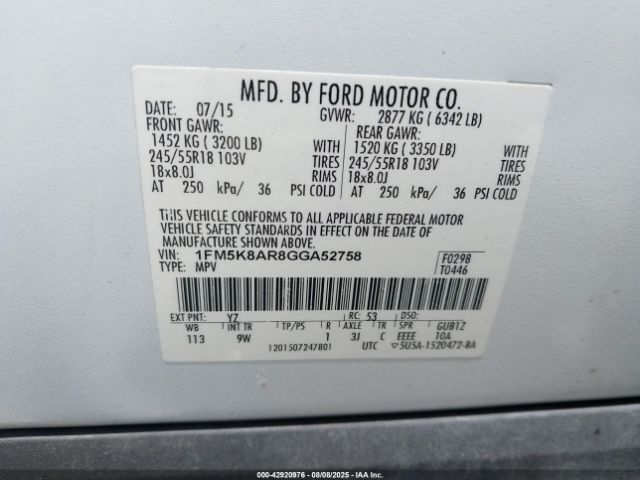 MFD. BY FORD MOTOR CO.
DATE: 07/15 GVWR: 2877 KG ( 6342 LB)
FRONT GAWR: REAR GAWR:
1452 KG ( 3200 LB) WITH 1520 KG ( 3350 LB) WITH
245/55R18 103V TIRES 245/55R18 103V TIRES
18x8.0J RIMS 18x8.0J RIMS
AT 250 kPa/ 36 PSI COLD AT 250 kPa/ 36 PSI COLD
THIS VEHICLE CONFORMS TO ALL APPLICABLE FEDERAL MOTOR
VEHICLE SAFETY STANDARDS IN EFFECT ON THE DATE OF
MANUFACTURE SHOWN ABOVE.
VIN: 1FM5K8AR8GGA52758 F0298
TYPE: MPV T0446
EXT PNT: YZ RC: 53 DSO:
WB INT TR TP/PS R AXLE TR SPR GUB1Z
113 9W 1 3J C EEEE 10A
1201507247801 UTC ▽5U5A-1520472-BA
00-42920976 - 08/08/2025 - © IAA Holdings, LLC.